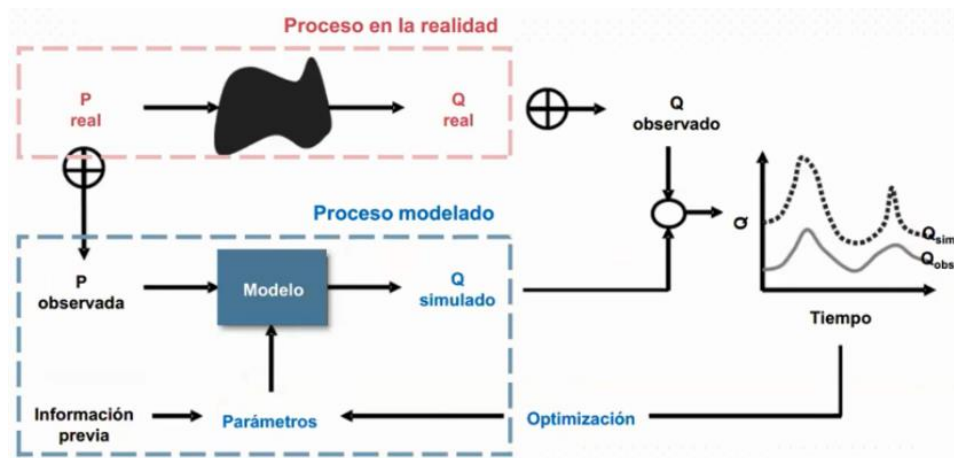 Proceso en la realidad
P
real
Q
real
Q
observado
Proceso modelado
P
observada
Modelo
Q
simulado
Q
Qsim
Qobs
Tiempo
Información
previa
Parámetros
Optimización